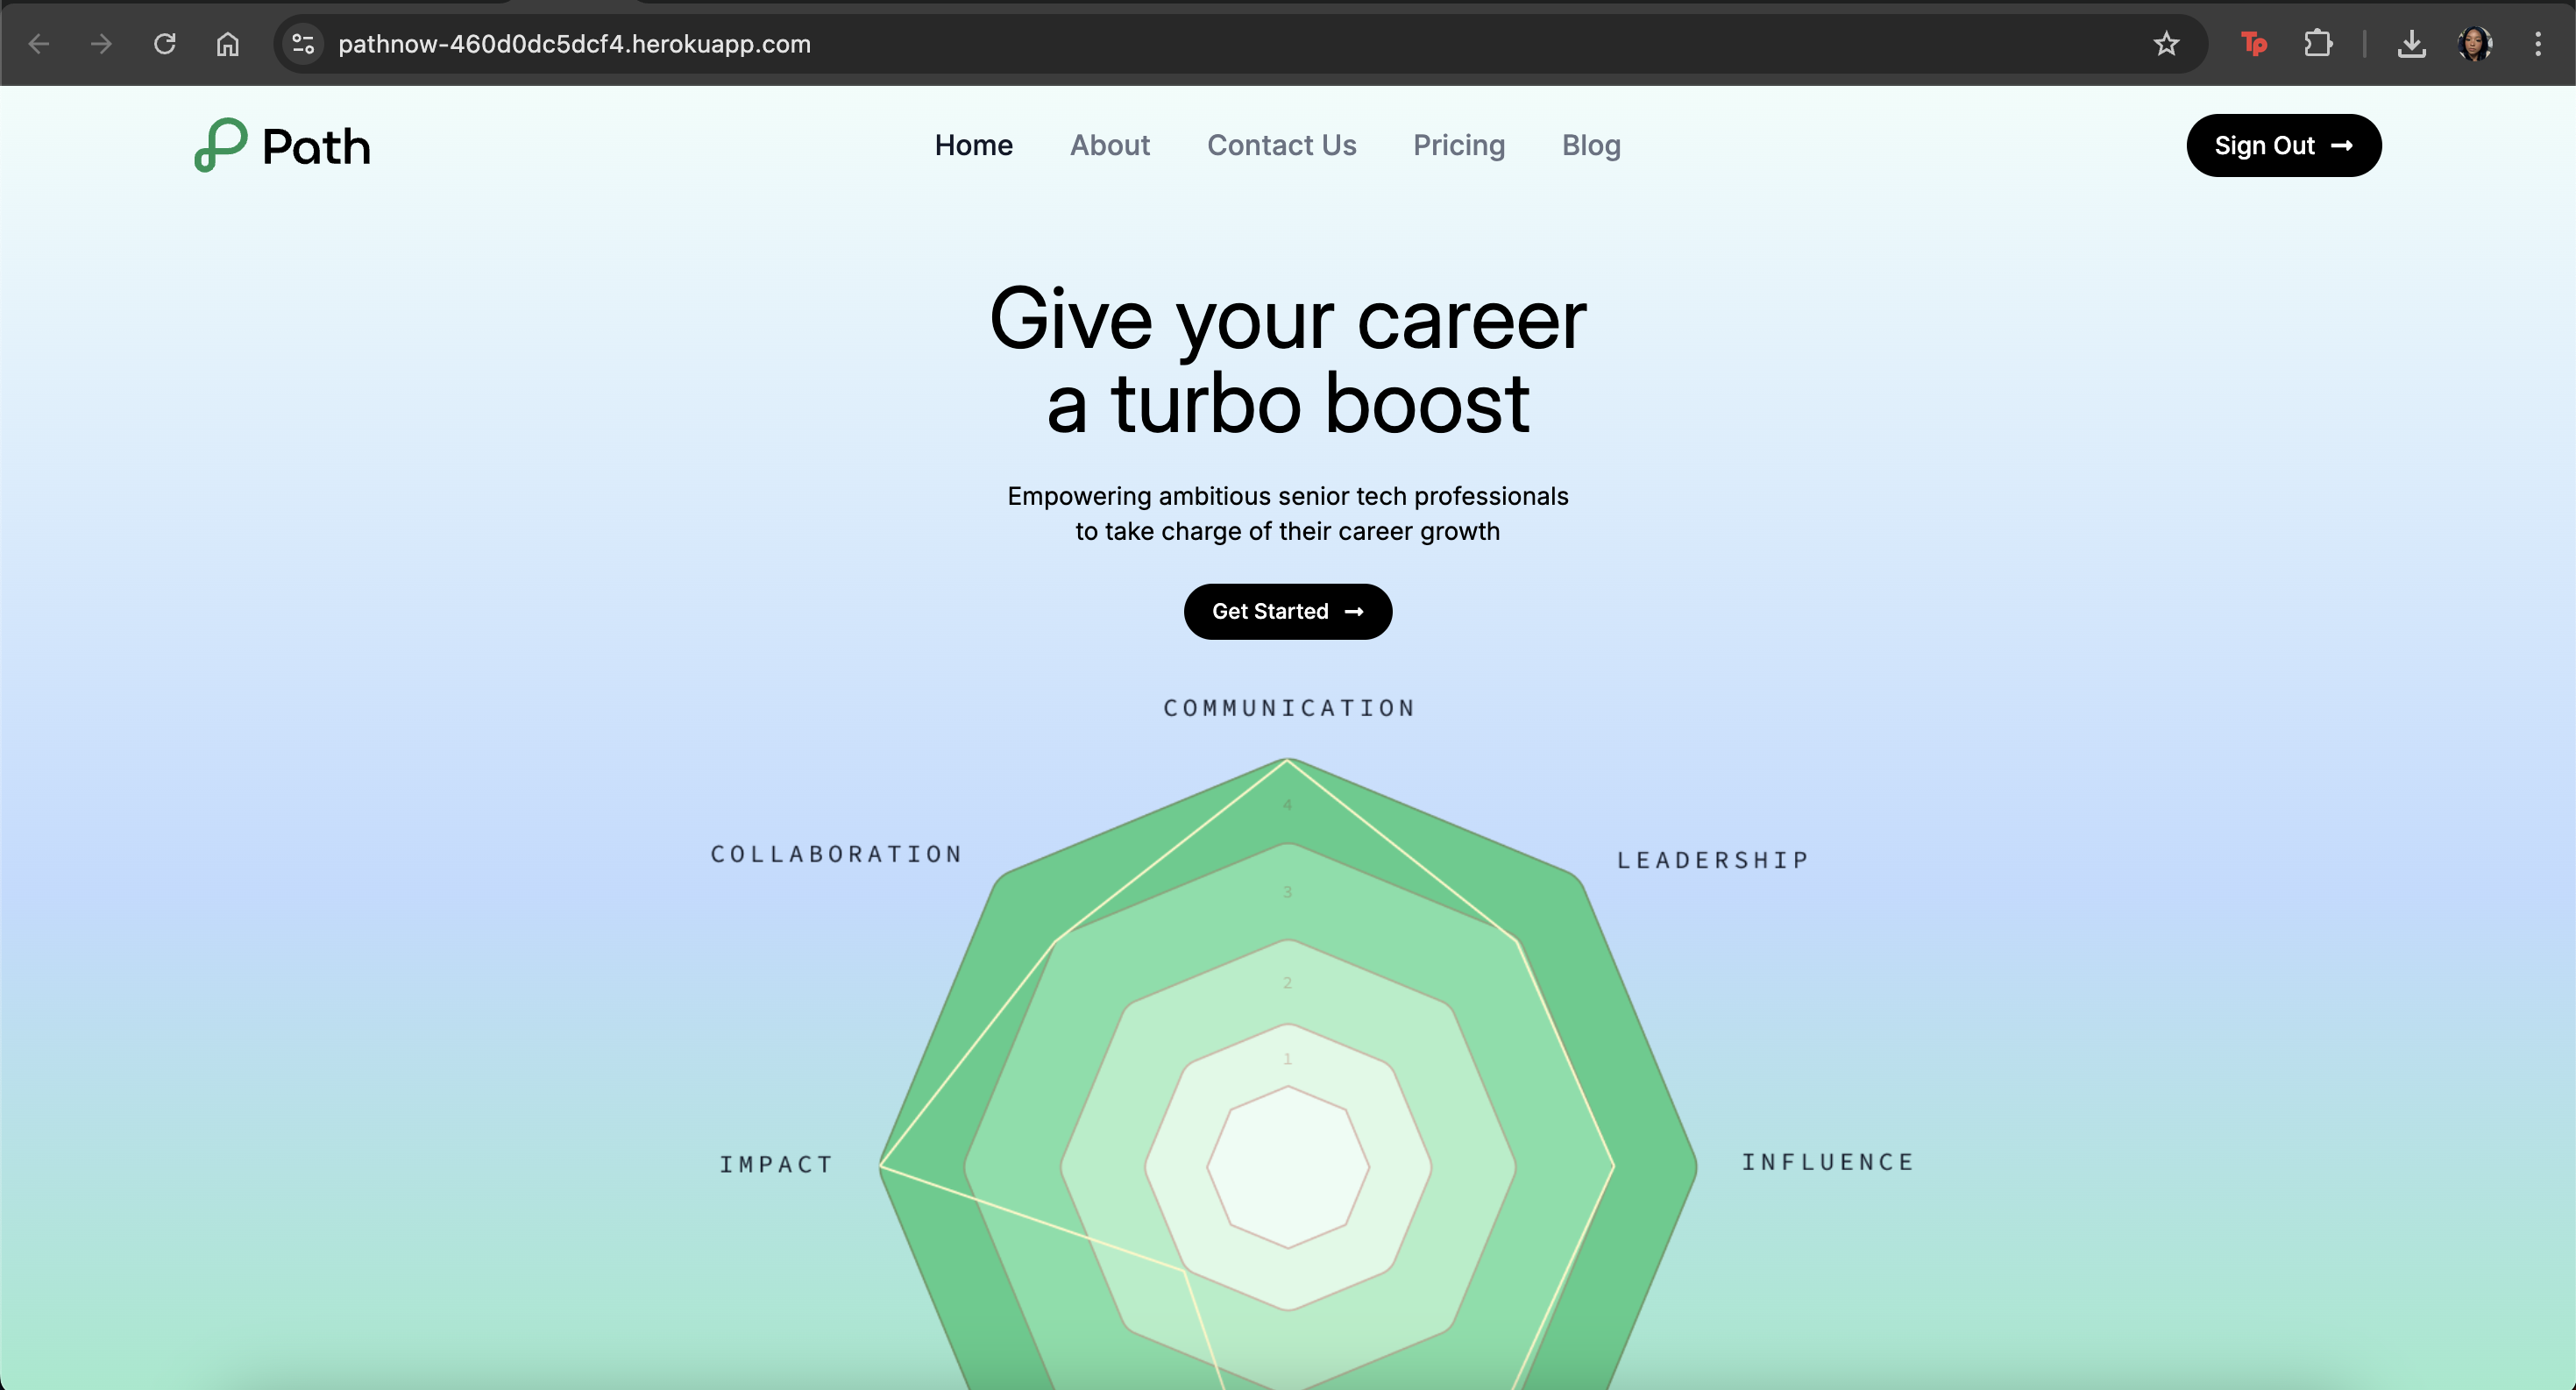 pathnow-460d0dc5dcf4.herokuapp.com
Tp
Path
Home About Contact Us Pricing Blog
Sign Out
Give your career
a turbo boost
Empowering ambitious senior tech professionals
to take charge of their career growth
Get Started
COMMUNICATION
COLLABORATION
LEADERSHIP
IMPACT
INFLUENCE
4
3
2
1